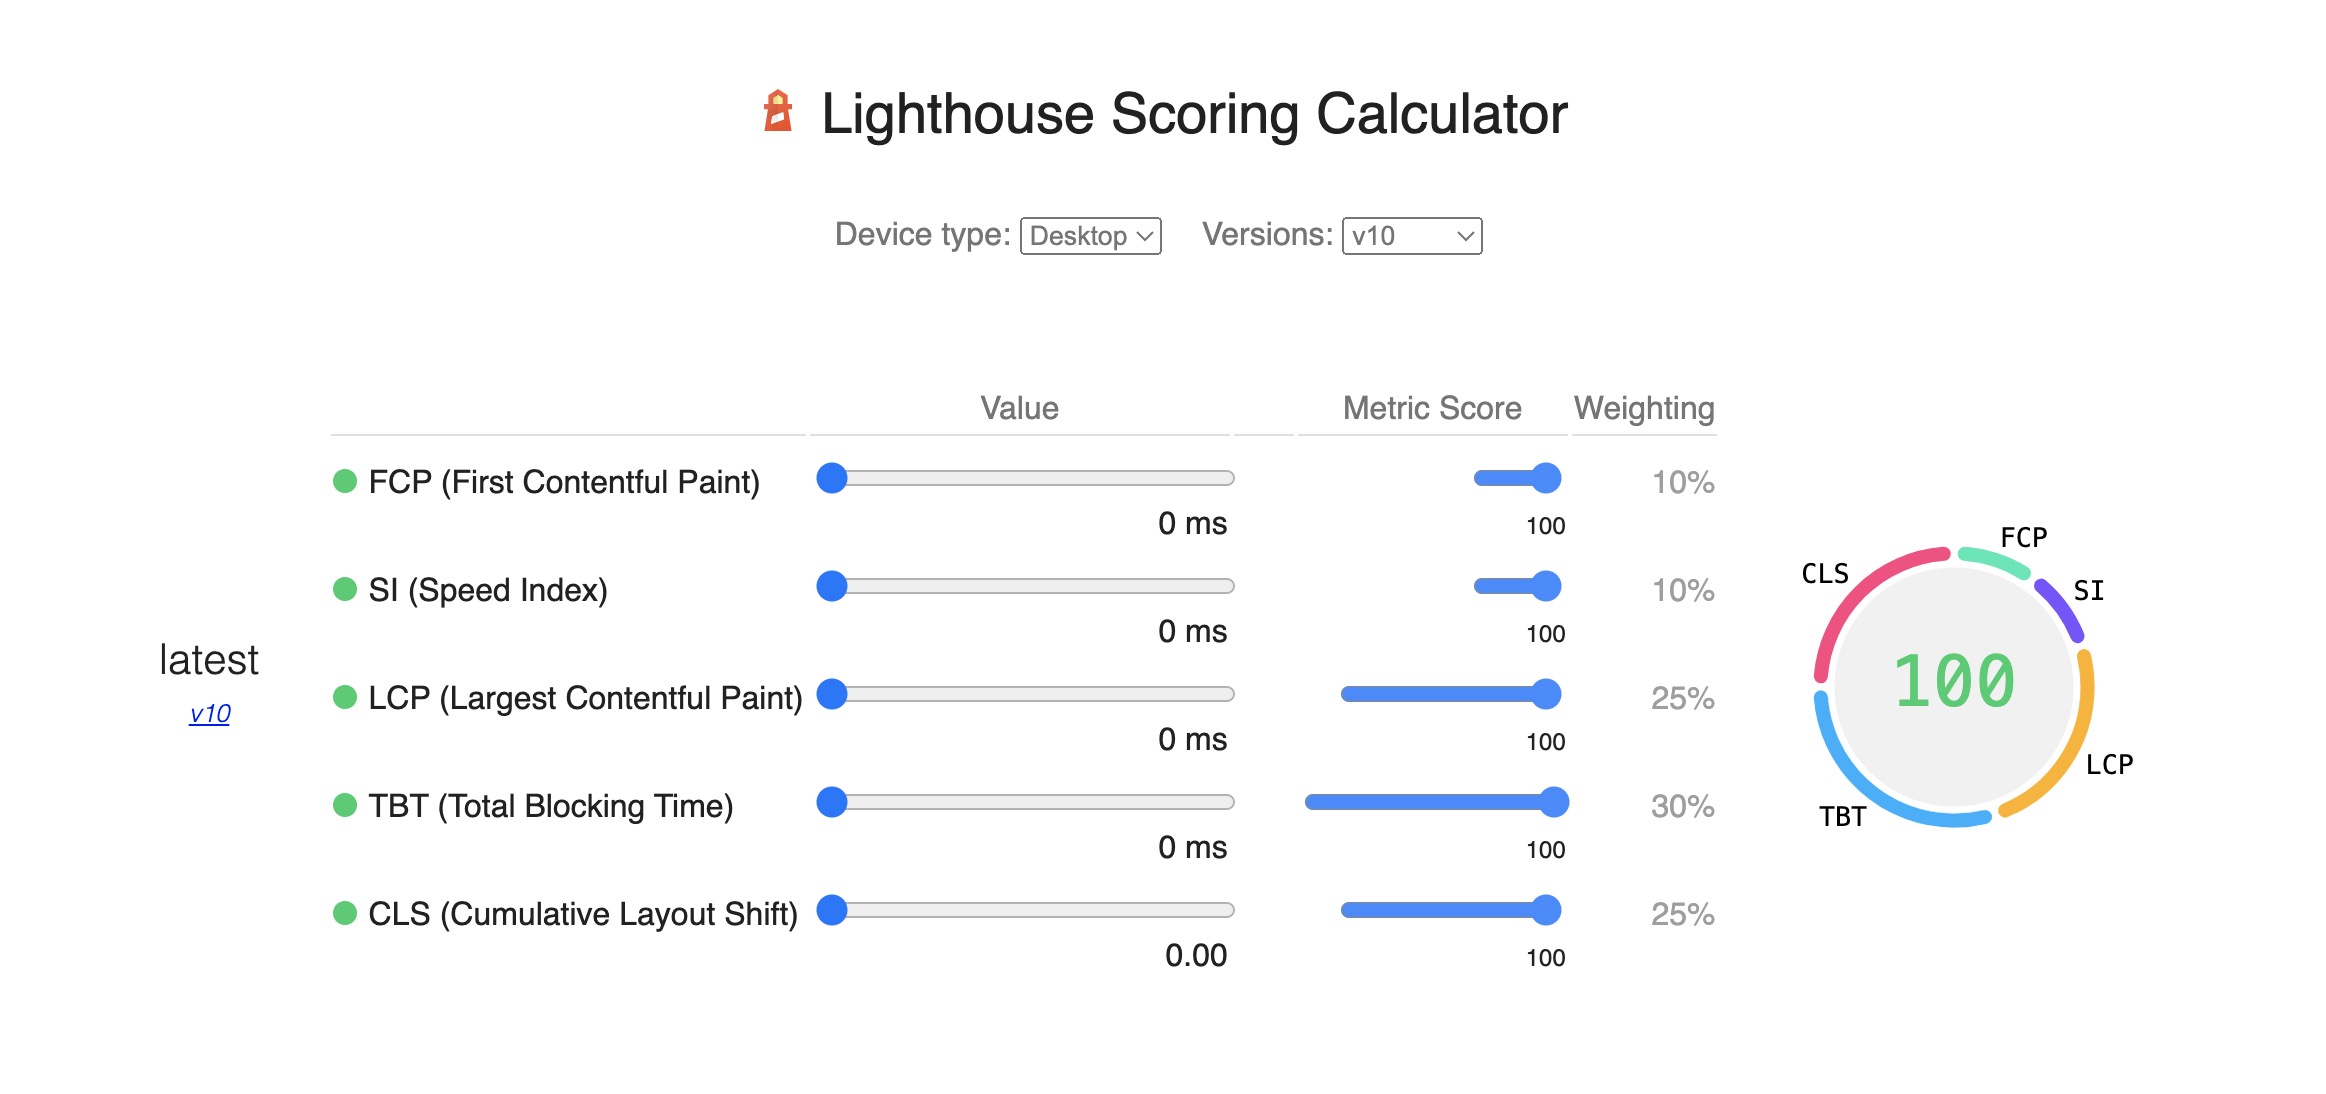 Lighthouse Scoring Calculator
Device type: Desktop Versions: v10
Value Metric Score Weighting
FCP (First Contentful Paint) 10%
0 ms 100
SI (Speed Index) 10%
0 ms 100
latest
v10
LCP (Largest Contentful Paint) 25%
0 ms 100
TBT (Total Blocking Time) 30%
0 ms 100
CLS (Cumulative Layout Shift) 25%
0.00 100
FCP
CLS
SI
100
LCP
TBT